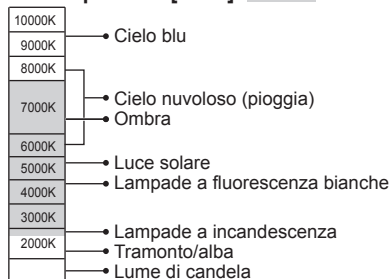 10000K
9000K
Cielo blu
8000K
7000K
Cielo nuvoloso (pioggia)
Ombra
6000K
5000K
Luce solare
4000K
Lampade a fluorescenza bianche
3000K
Lampade a incandescenza
2000K
Tramonto/alba
Lume di candela